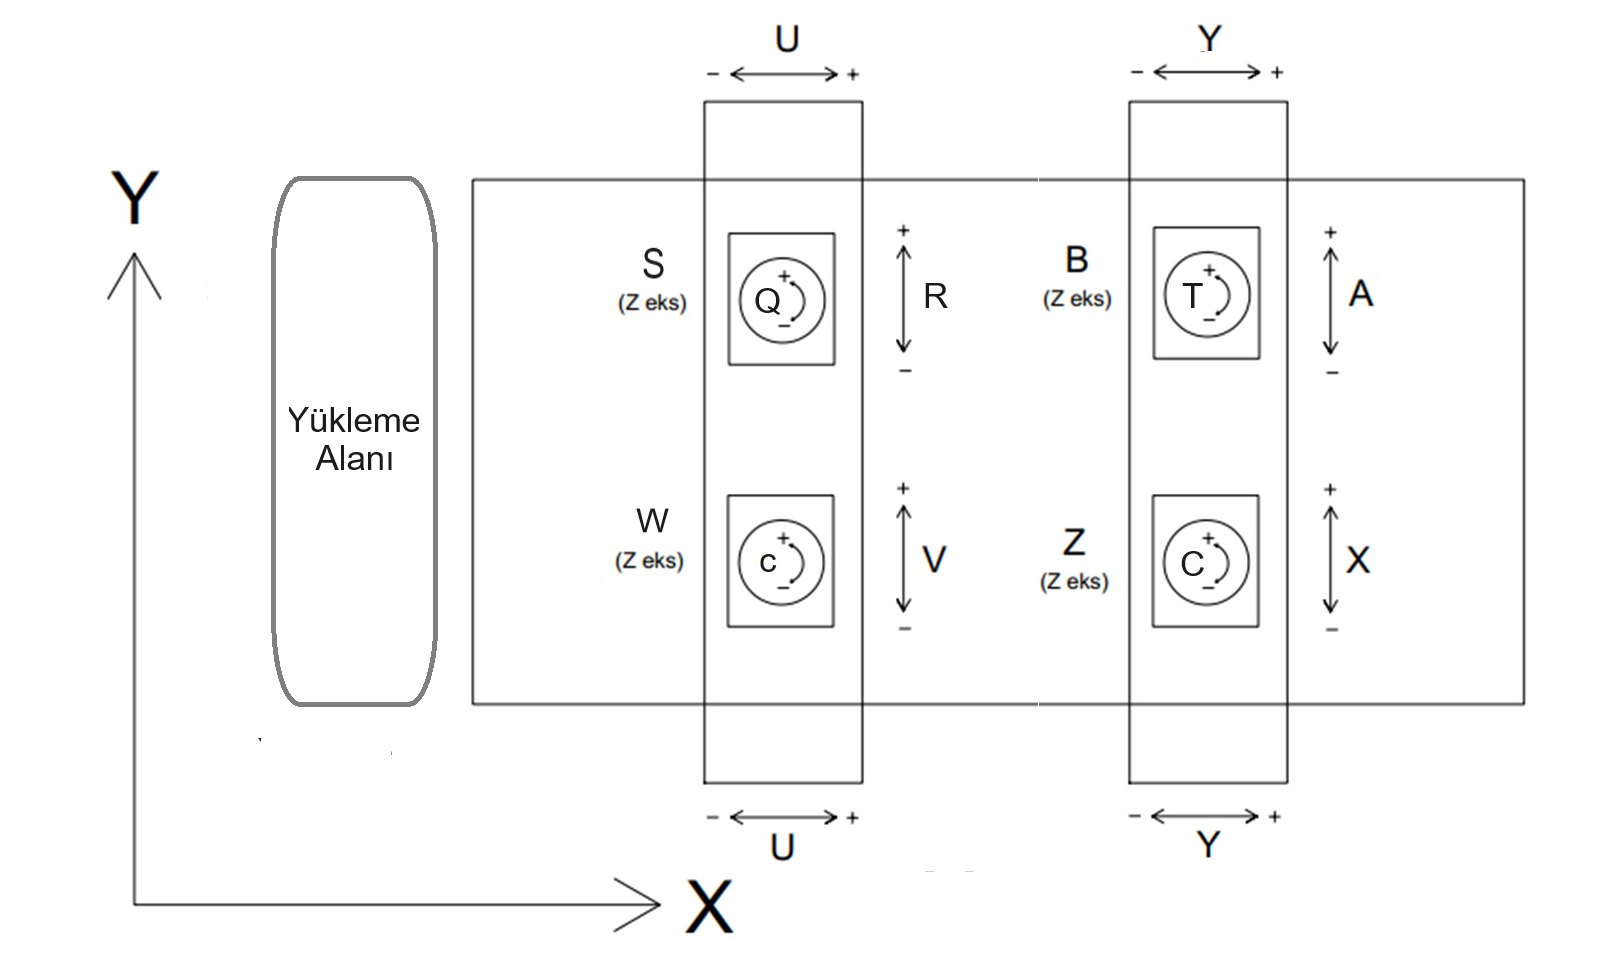 U
Y
- +
- +
Y
S
(Z eks)
Q
+
−
+
R
−
B
(Z eks)
T
+
−
+
A
−
Yükleme
Alanı
W
(Z eks)
c
+
−
+
V
−
Z
(Z eks)
C
+
−
+
X
−
- +
- +
U
Y
X